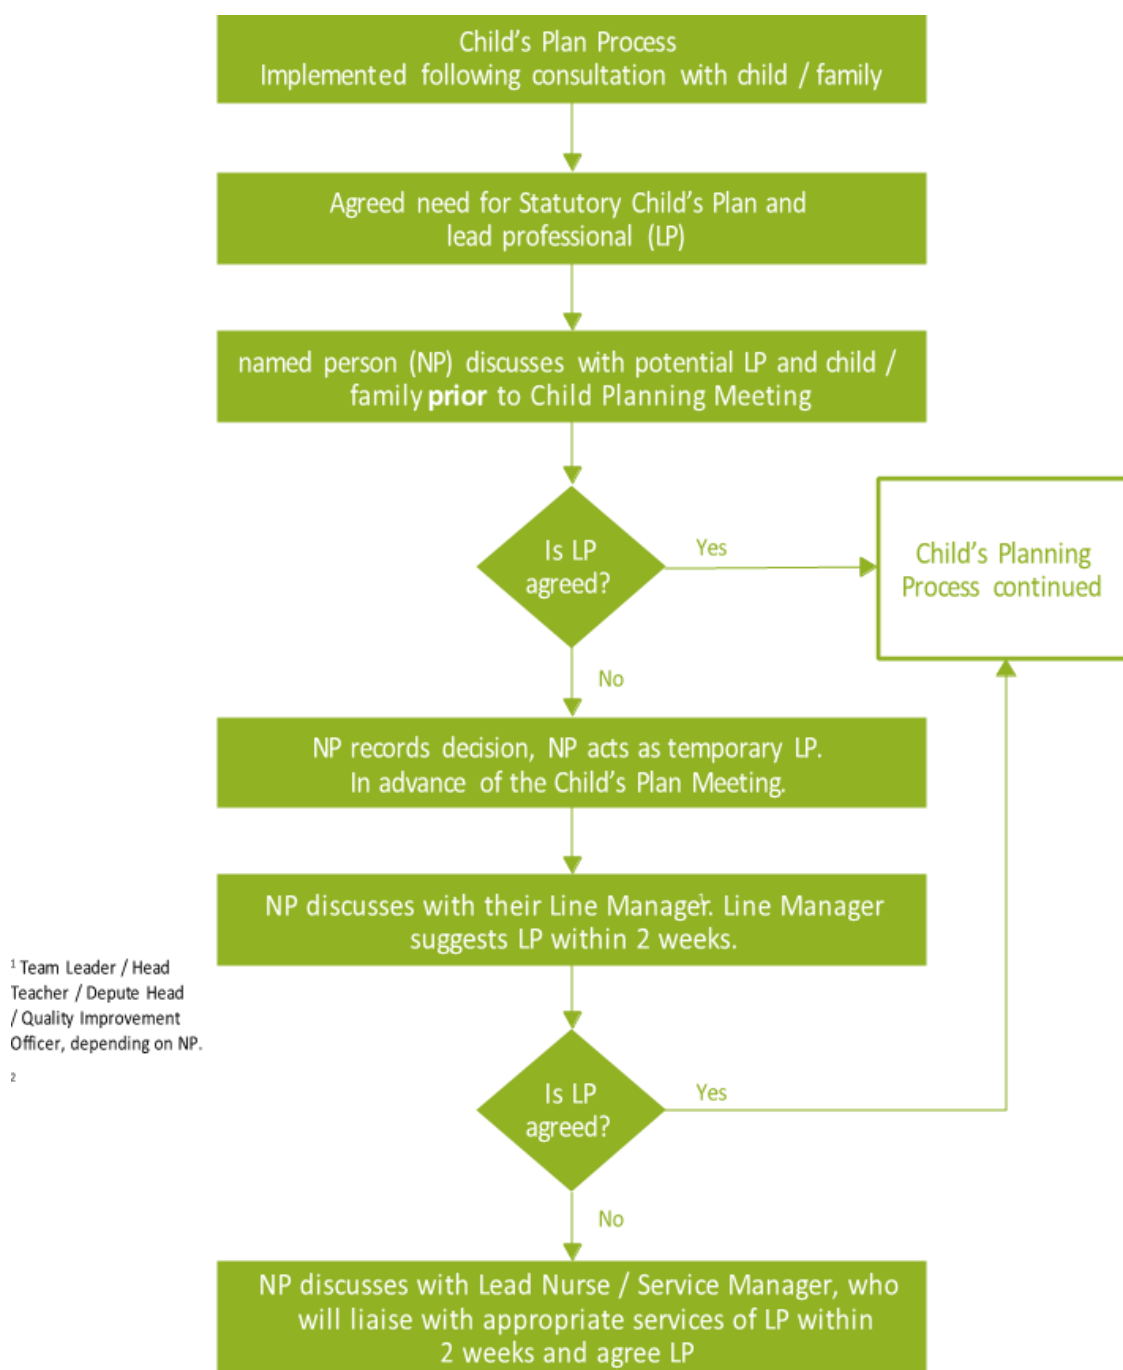 Child’s Plan Process
Implemented following consultation with child / family
Agreed need for Statutory Child’s Plan and
lead professional (LP)
named person (NP) discusses with potential LP and child /
family prior to Child Planning Meeting
Is LP
agreed?
Yes
Child’s Planning
Process continued
No
NP records decision, NP acts as temporary LP.
In advance of the Child’s Plan Meeting.
NP discusses with their Line Manager¹. Line Manager
suggests LP within 2 weeks.
¹ Team Leader / Head
Teacher / Depute Head
/ Quality Improvement
Officer, depending on NP.
²
Is LP
agreed?
Yes
No
NP discusses with Lead Nurse / Service Manager, who
will liaise with appropriate services of LP within
2 weeks and agree LP